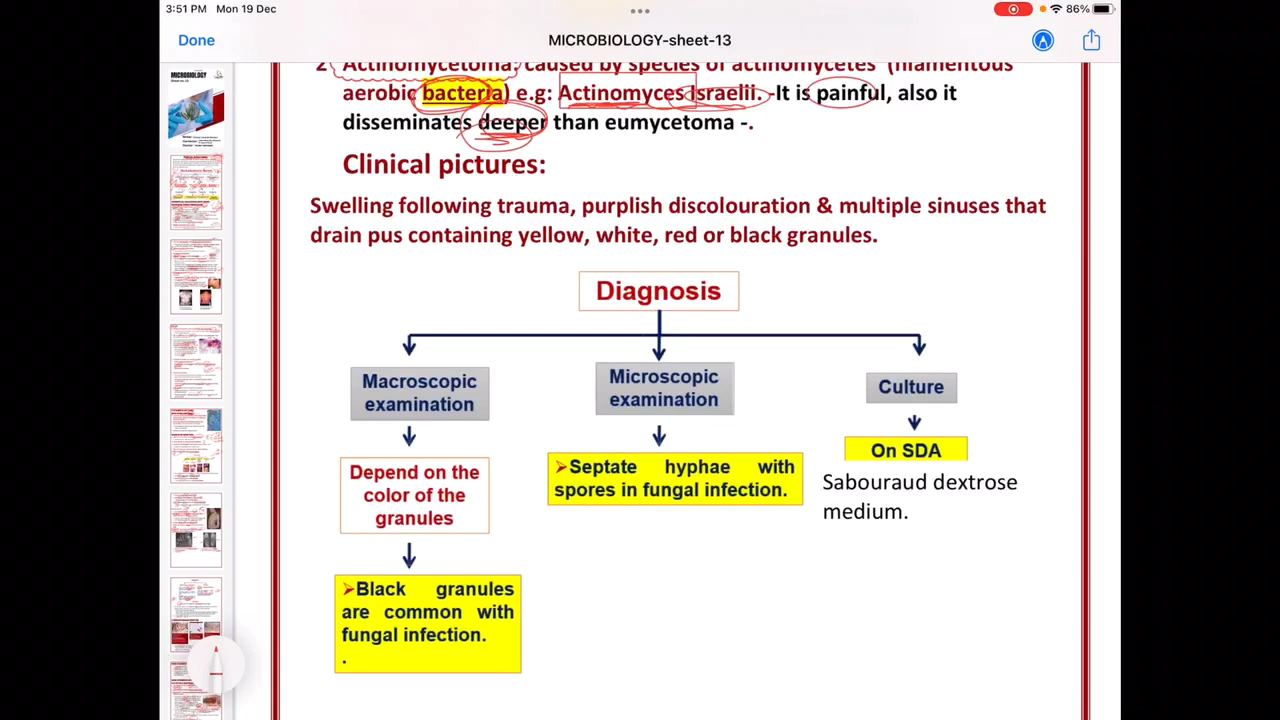 3:51 PM Mon 19 Dec
86%
Done
MICROBIOLOGY-sheet-13
MICROBIOLOGY
2 Actinomycetoma: caused by species of actinomycetes (filamentous
aerobic bacteria) e.g: Actinomyces Israelii. -It is painful, also it
disseminates deeper than eumycetoma -.
Clinical pictures:
Swelling following trauma, purplish discolouration & multiple sinuses that
drain pus containing yellow, white, red or black granules.
Diagnosis
Macroscopic
examination
Microscopic
examination
Culture
Depend on the
color of the
granules
➢Septate hyphae with
spores in fungal infection.
On SDA
Sabouraud dextrose
medium.
➢Black granules
are common with
fungal infection.
.